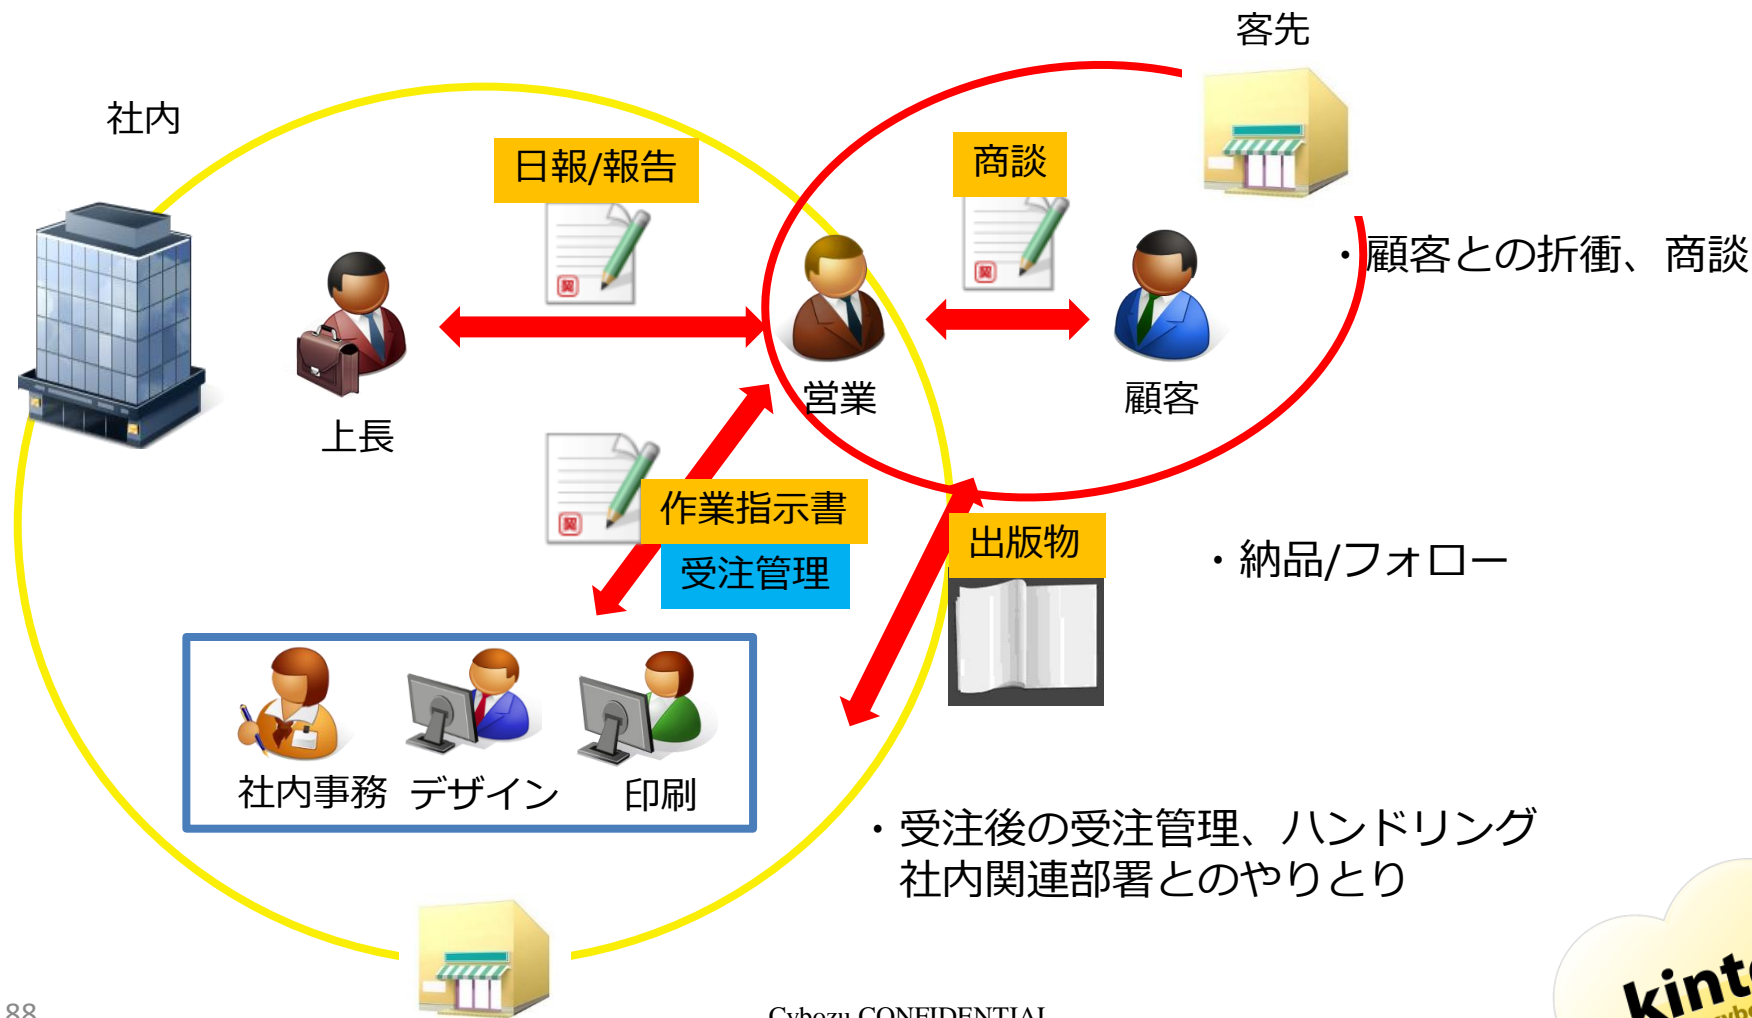 客先
社内
日報/報告
商談
・顧客との折衝、商談
営業
顧客
上長
作業指示書
受注管理
出版物
・納品/フォロー
社内事務
デザイン
印刷
・受注後の受注管理、ハンドリング
社内関連部署とのやりとり
88
Cybozu CONFIDENTIAL